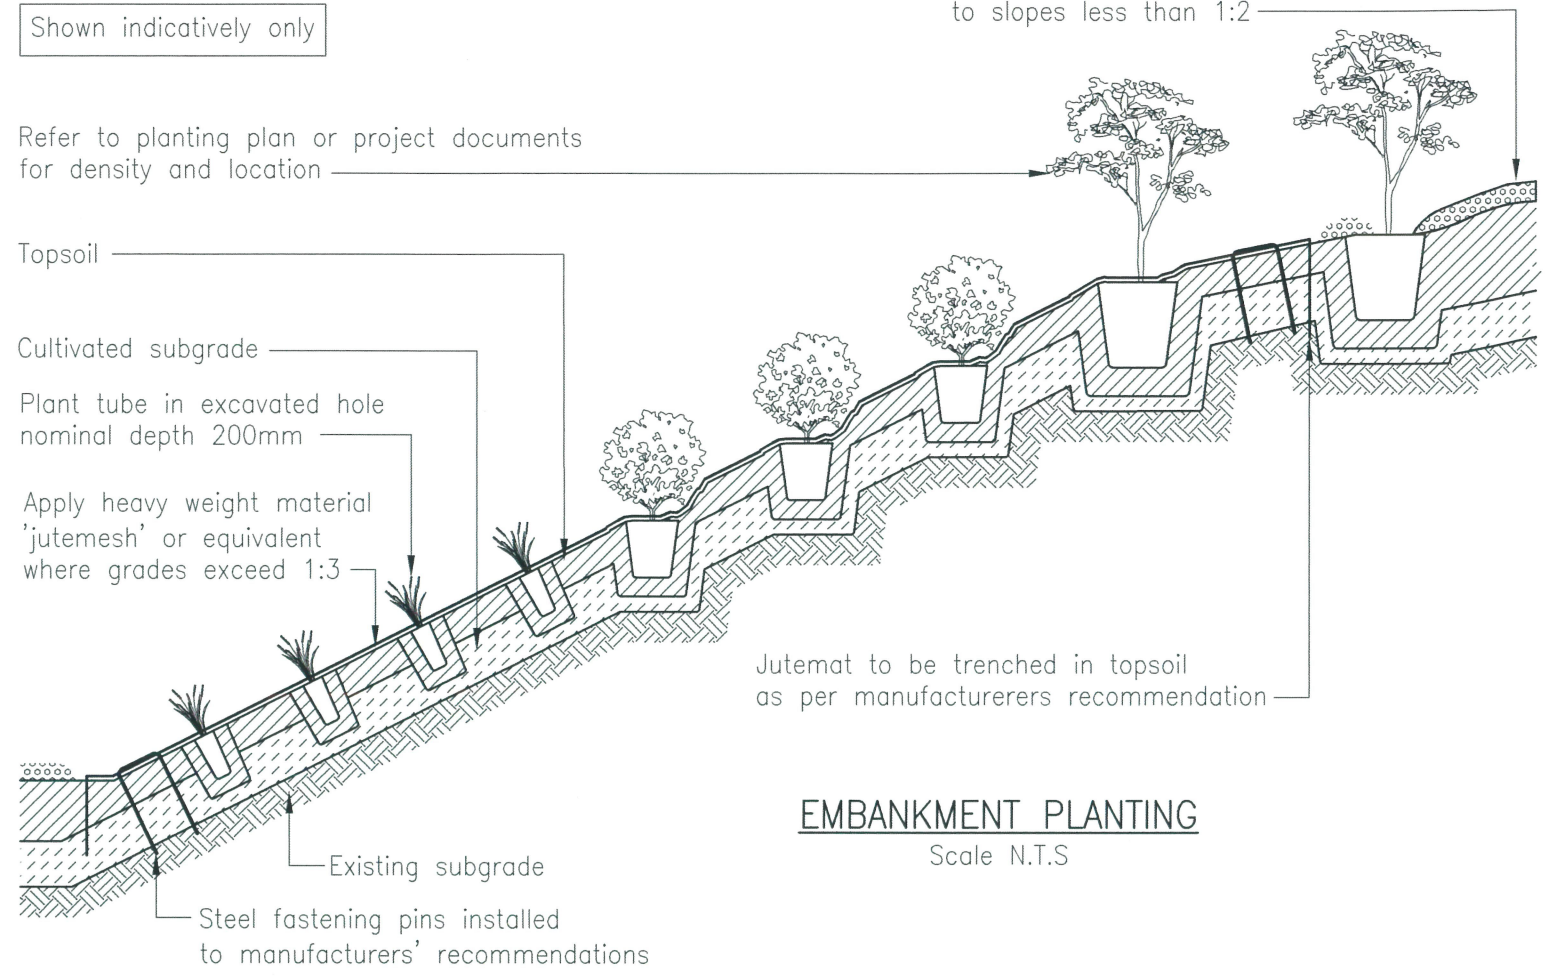 Shown indicatively only
to slopes less than 1:2
Refer to planting plan or project documents
for density and location
Topsoil
Cultivated subgrade
Plant tube in excavated hole
nominal depth 200mm
Apply heavy weight material
'jutemesh' or equivalent
where grades exceed 1:3
Jutemat to be trenched in topsoil
as per manufacturerers recommendation
EMBANKMENT PLANTING
Scale N.T.S
Existing subgrade
Steel fastening pins installed
to manufacturers' recommendations